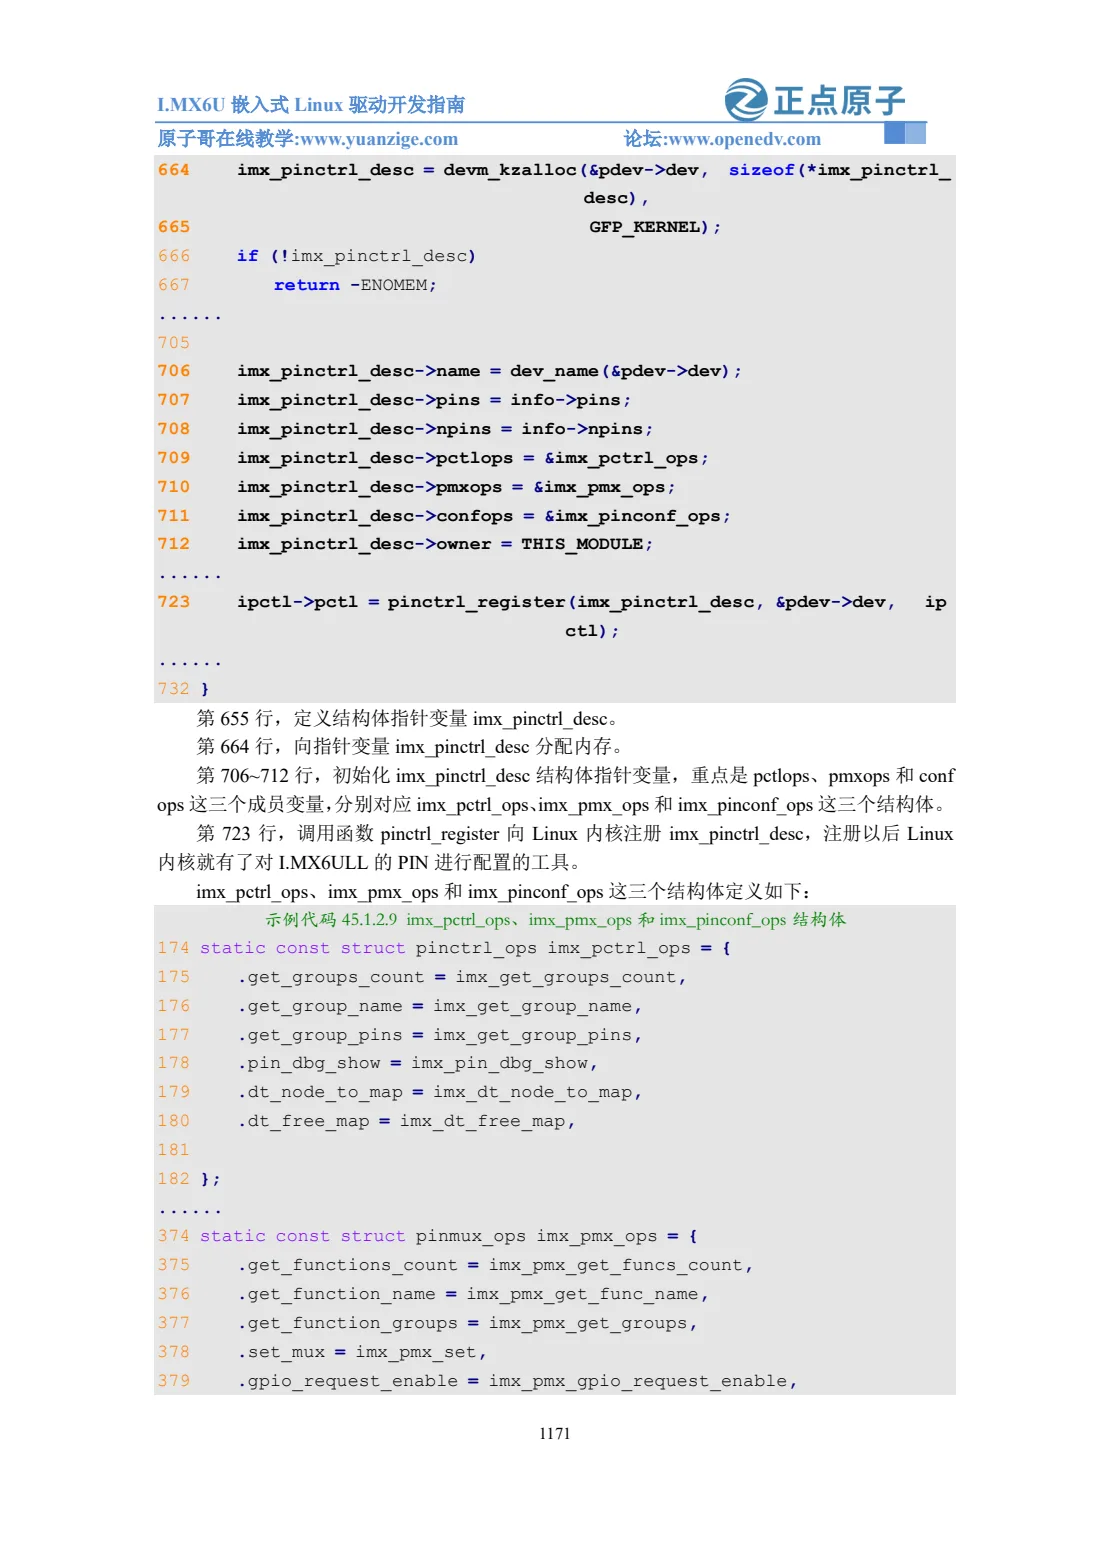 I.MX6U 嵌入式 Linux 驱动开发指南
正点原子
原子哥在线教学:www.yuanzige.com 论坛:www.openedv.com
664 imx_pinctrl_desc = devm_kzalloc(&pdev->dev, sizeof(*imx_pinctrl_
desc),
665 GFP_KERNEL);
666 if (!imx_pinctrl_desc)
667 return -ENOMEM;
......
705
706 imx_pinctrl_desc->name = dev_name(&pdev->dev);
707 imx_pinctrl_desc->pins = info->pins;
708 imx_pinctrl_desc->npins = info->npins;
709 imx_pinctrl_desc->pctlops = &imx_pctrl_ops;
710 imx_pinctrl_desc->pmxops = &imx_pmx_ops;
711 imx_pinctrl_desc->confops = &imx_pinconf_ops;
712 imx_pinctrl_desc->owner = THIS_MODULE;
......
723 ipctl->pctl = pinctrl_register(imx_pinctrl_desc, &pdev->dev, ip
ctl);
......
732 }
第 655 行，定义结构体指针变量 imx_pinctrl_desc。
第 664 行，向指针变量 imx_pinctrl_desc 分配内存。
第 706~712 行，初始化 imx_pinctrl_desc 结构体指针变量，重点是 pctlops、pmxops 和 conf
ops 这三个成员变量，分别对应 imx_pctrl_ops、imx_pmx_ops 和 imx_pinconf_ops 这三个结构体。
第 723 行，调用函数 pinctrl_register 向 Linux 内核注册 imx_pinctrl_desc，注册以后 Linux
内核就有了对 I.MX6ULL 的 PIN 进行配置的工具。
imx_pctrl_ops、imx_pmx_ops 和 imx_pinconf_ops 这三个结构体定义如下：
示例代码 45.1.2.9 imx_pctrl_ops、imx_pmx_ops 和 imx_pinconf_ops 结构体
174 static const struct pinctrl_ops imx_pctrl_ops = {
175 .get_groups_count = imx_get_groups_count,
176 .get_group_name = imx_get_group_name,
177 .get_group_pins = imx_get_group_pins,
178 .pin_dbg_show = imx_pin_dbg_show,
179 .dt_node_to_map = imx_dt_node_to_map,
180 .dt_free_map = imx_dt_free_map,
181
182 };
......
374 static const struct pinmux_ops imx_pmx_ops = {
375 .get_functions_count = imx_pmx_get_funcs_count,
376 .get_function_name = imx_pmx_get_func_name,
377 .get_function_groups = imx_pmx_get_groups,
378 .set_mux = imx_pmx_set,
379 .gpio_request_enable = imx_pmx_gpio_request_enable,
1171